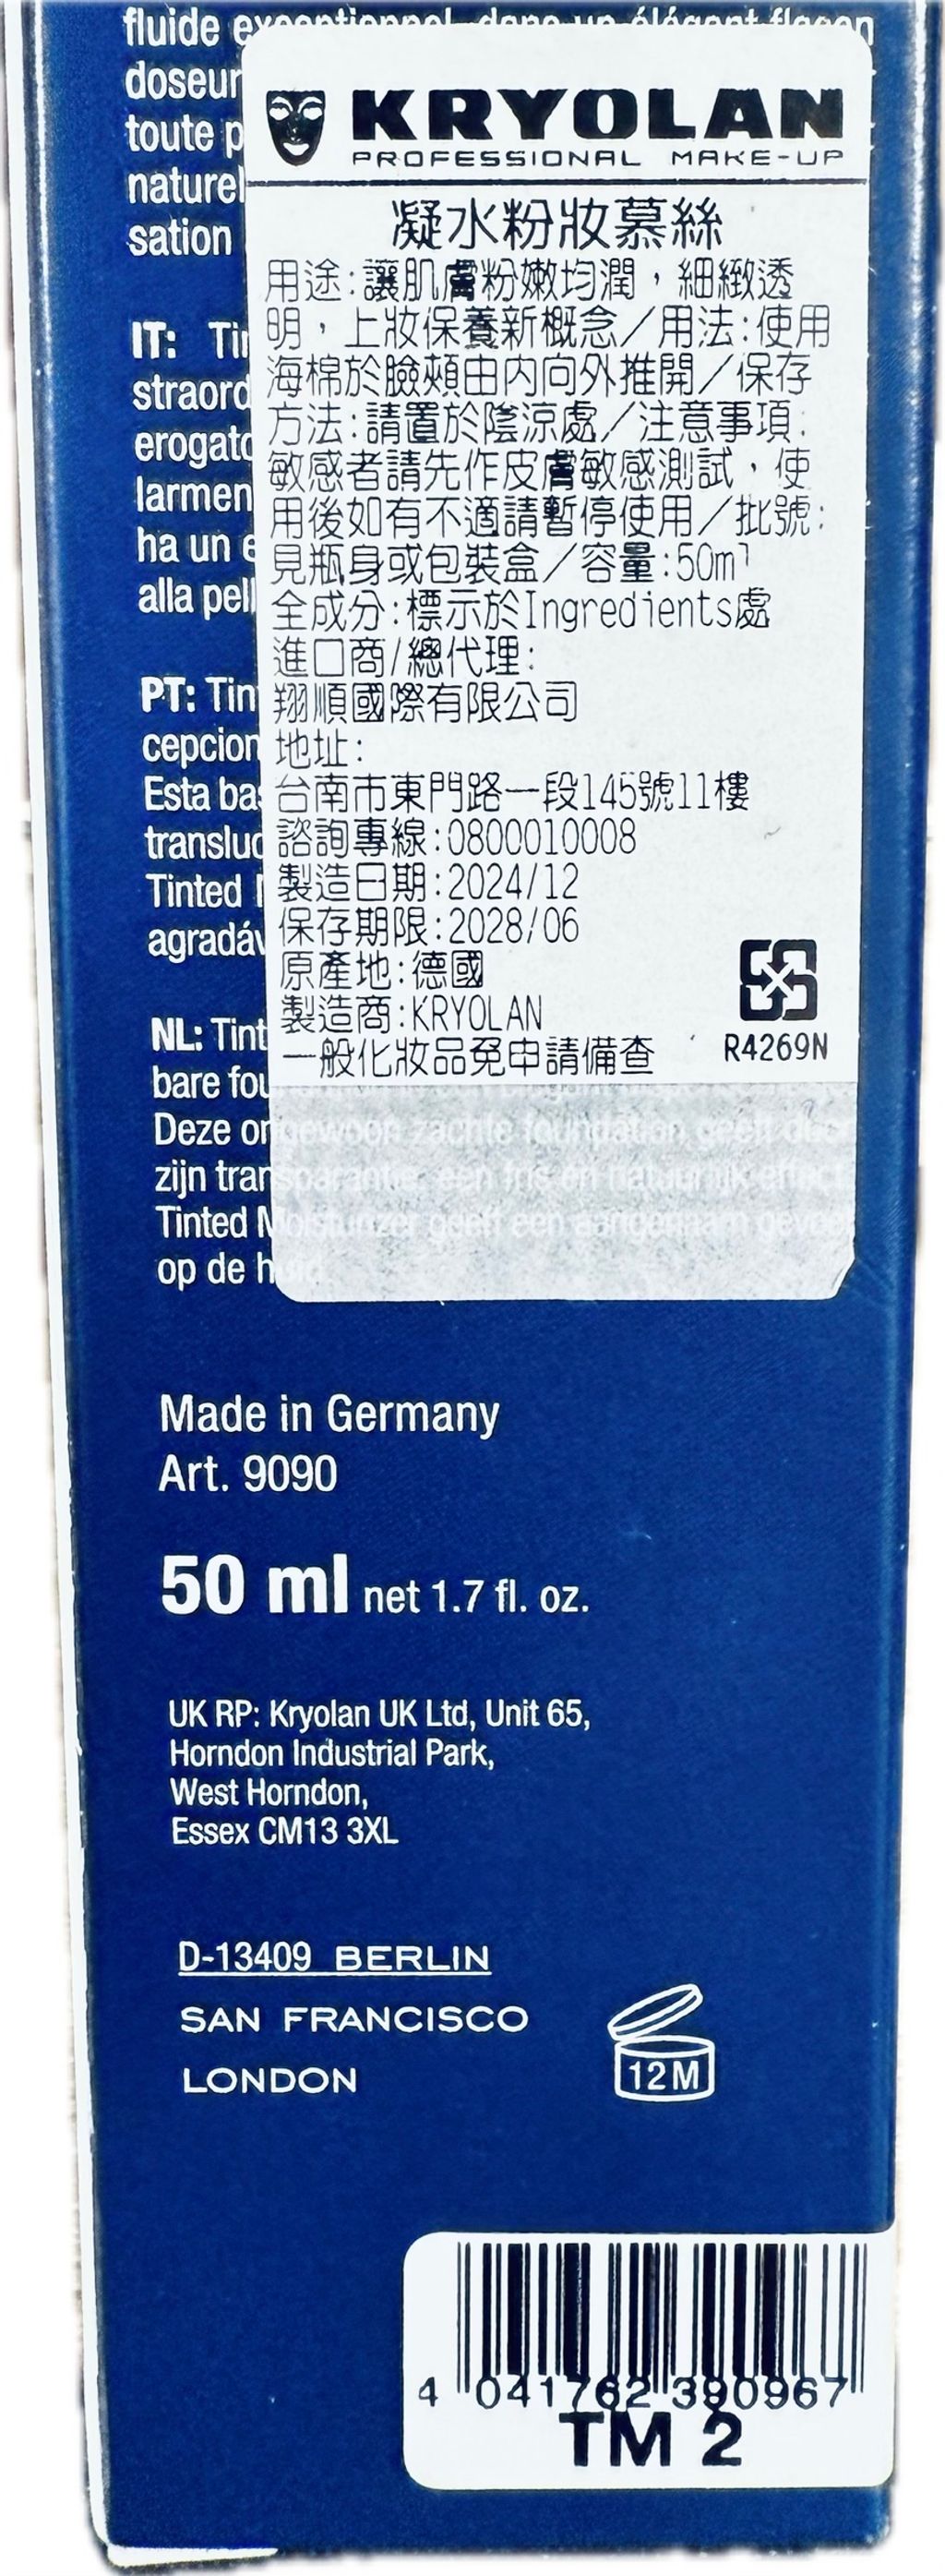 fluide exceptionnel, dans un élégant flacon
doseur
toute p
naturel
sation
IT: Tin
straord
erogato
larmen
ha un e
alla pell
PT: Tin
cepcion
Esta bas
transluc
Tinted M
agradáv
NL: Tint
bare fou
Deze on
zijn transparante
Tinted Moisturizer geeft een aangenaam gevoel
op de huid.
KRYOLAN
PROFESSIONAL MAKE-UP
凝水粉妝慕絲
用途:讓肌膚粉嫩均潤，細緻透
明，上妝保養新概念/用法:使用
海棉於臉頰由內向外推開/保存
方法:請置於陰涼處/注意事項:
敏感者請先作皮膚敏感測試，使
用後如有不適請暫停使用/批號:
見瓶身或包裝盒/容量:50ml
全成分:標示於Ingredients處
進口商/總代理:
翔順國際有限公司
地址:
台南市東門路一段145號11樓
諮詢專線:0800010008
製造日期:2024/12
保存期限:2028/06
原產地:德國
製造商:KRYOLAN
一般化妝品免申請備查
R4269N
Made in Germany
Art. 9090
50 ml net 1.7 fl. oz.
UK RP: Kryolan UK Ltd, Unit 65,
Horndon Industrial Park,
West Horndon,
Essex CM13 3XL
D-13409 BERLIN
SAN FRANCISCO
LONDON
12M
4 041762 390967
TM 2